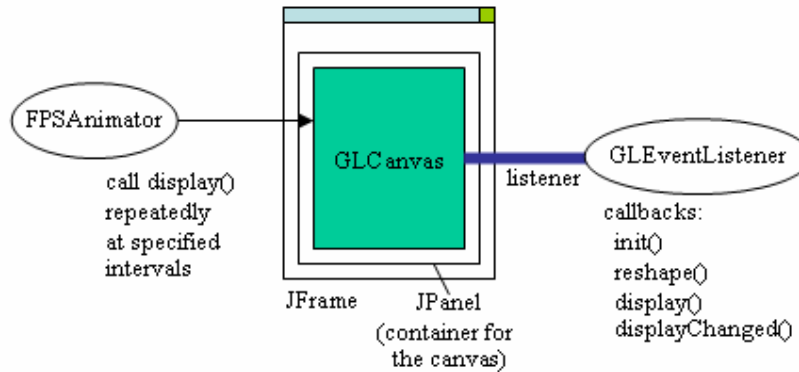 FPSAnimator
call display()
repeatedly
at specified
intervals
GLCanvas
JFrame
JPanel
(container for
the canvas)
listener
GLEventListener
callbacks:
init()
reshape()
display()
displayChanged()